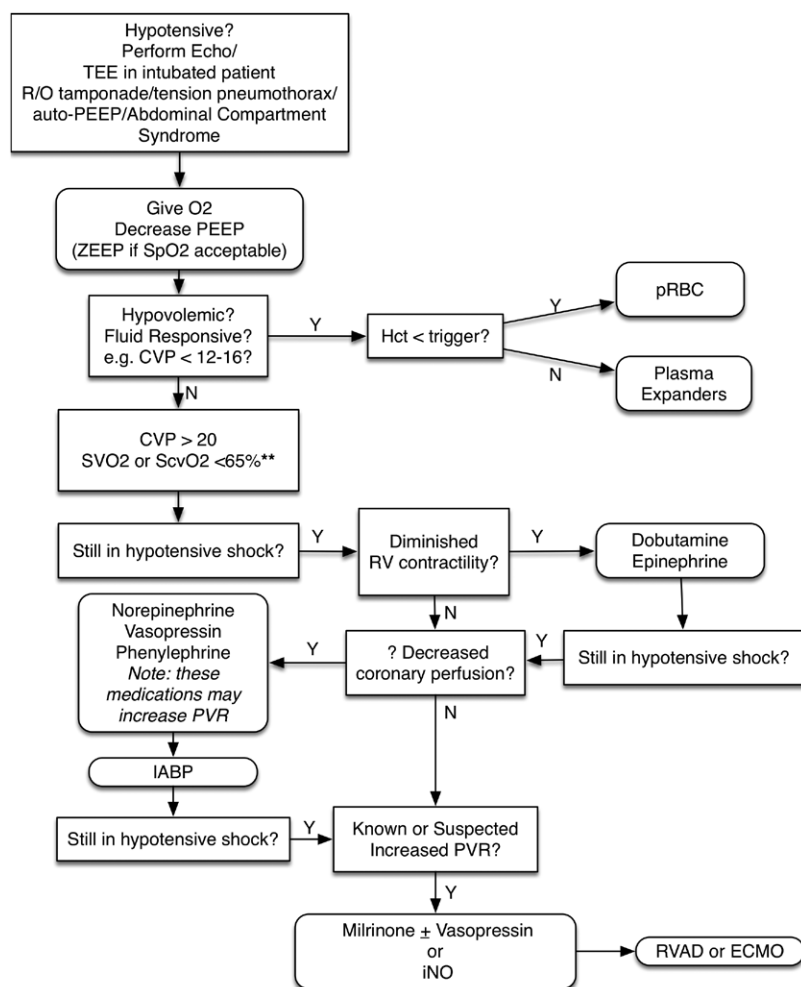 Hypotensive?
Perform Echo/
TEE in intubated patient
R/O tamponade/tension pneumothorax/
auto-PEEP/Abdominal Compartment
Syndrome
Give O2
Decrease PEEP
(ZEEP if SpO2 acceptable)
Hypovolemic?
Fluid Responsive?
e.g. CVP < 12-16?
Y
Hct < trigger?
Y
pRBC
N
Plasma
Expanders
N
CVP > 20
SVO2 or ScvO2 <65%**
Still in hypotensive shock?
Y
Diminished
RV contractility?
Y
Dobutamine
Epinephrine
N
Still in hypotensive shock?
Y
? Decreased
coronary perfusion?
Y
Norepinephrine
Vasopressin
Phenylephrine
Note: these
medications may
increase PVR
N
IABP
Still in hypotensive shock?
Y
Known or Suspected
Increased PVR?
Y
Milrinone ± Vasopressin
or
iNO
RVAD or ECMO